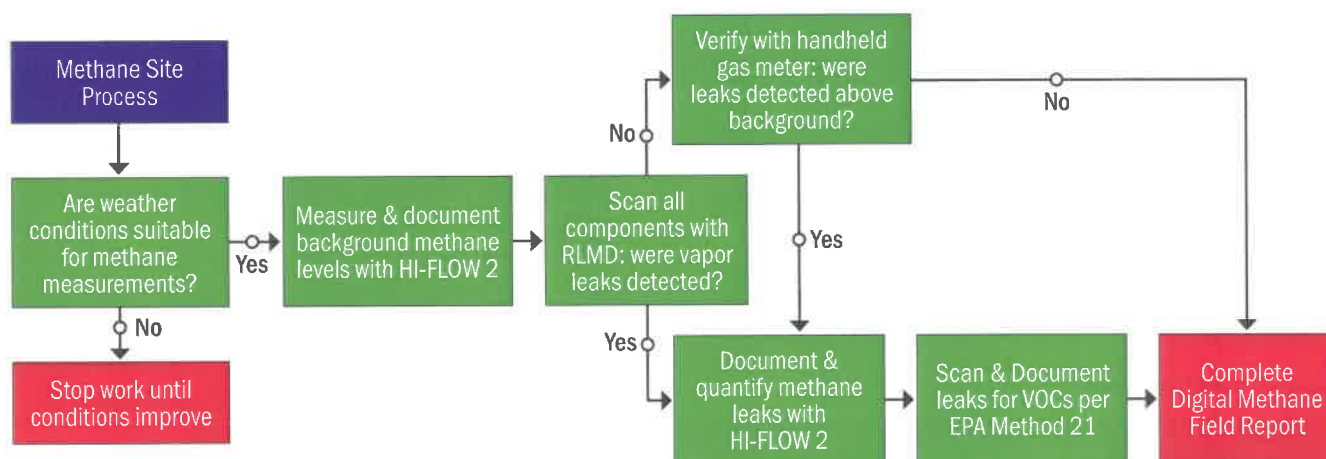 Methane Site
Process
Are weather
conditions suitable
for methane
measurements?
No
Stop work until
conditions improve
Yes
Measure & document
background methane
levels with HI-FLOW 2
Scan all
components with
RLMD: were vapor
leaks detected?
No
Verify with handheld
gas meter: were
leaks detected above
background?
No
Yes
Yes
Document &
quantify methane
leaks with
HI-FLOW 2
Scan & Document
leaks for VOCs per
EPA Method 21
Complete
Digital Methane
Field Report